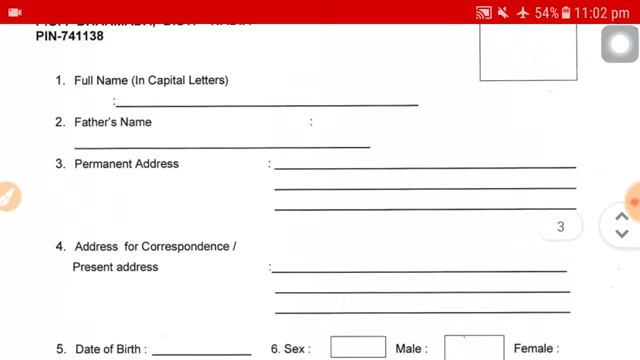 54% 11:02 pm
PIN-741138
1. Full Name (In Capital Letters)
:
2. Father's Name :
3. Permanent Address :
3
4. Address for Correspondence /
Present address :
5. Date of Birth : 6. Sex : Male : Female :